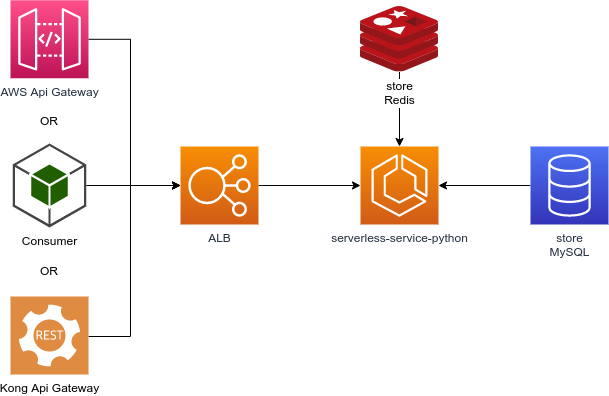 AWS Api Gateway
OR
Consumer
OR
REST
Kong Api Gateway
ALB
store
Redis
serverless-service-python
store
MySQL